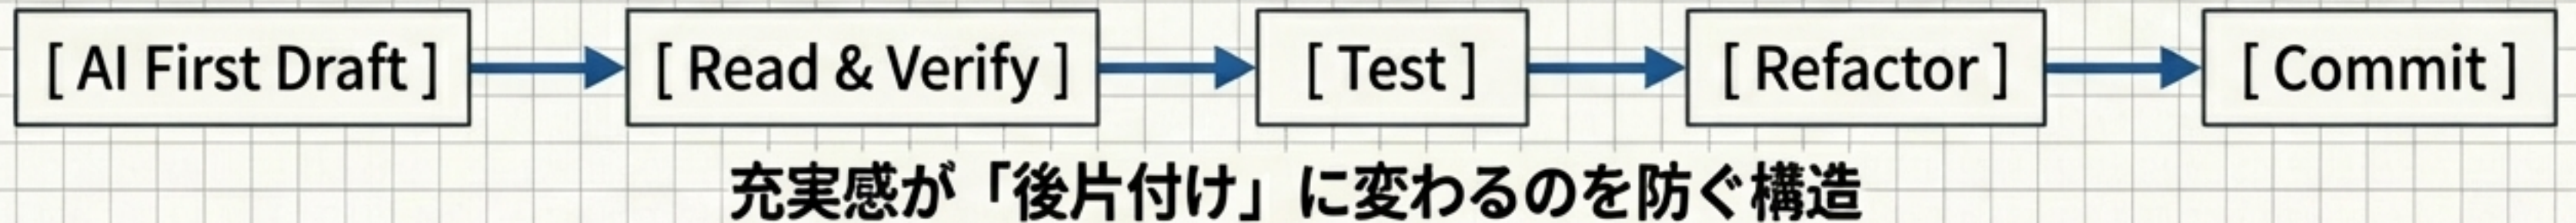 [ AI First Draft ] [ Read & Verify ] [ Test ] [ Refactor ] [ Commit ]
充実感が「後片付け」に変わるのを防ぐ構造